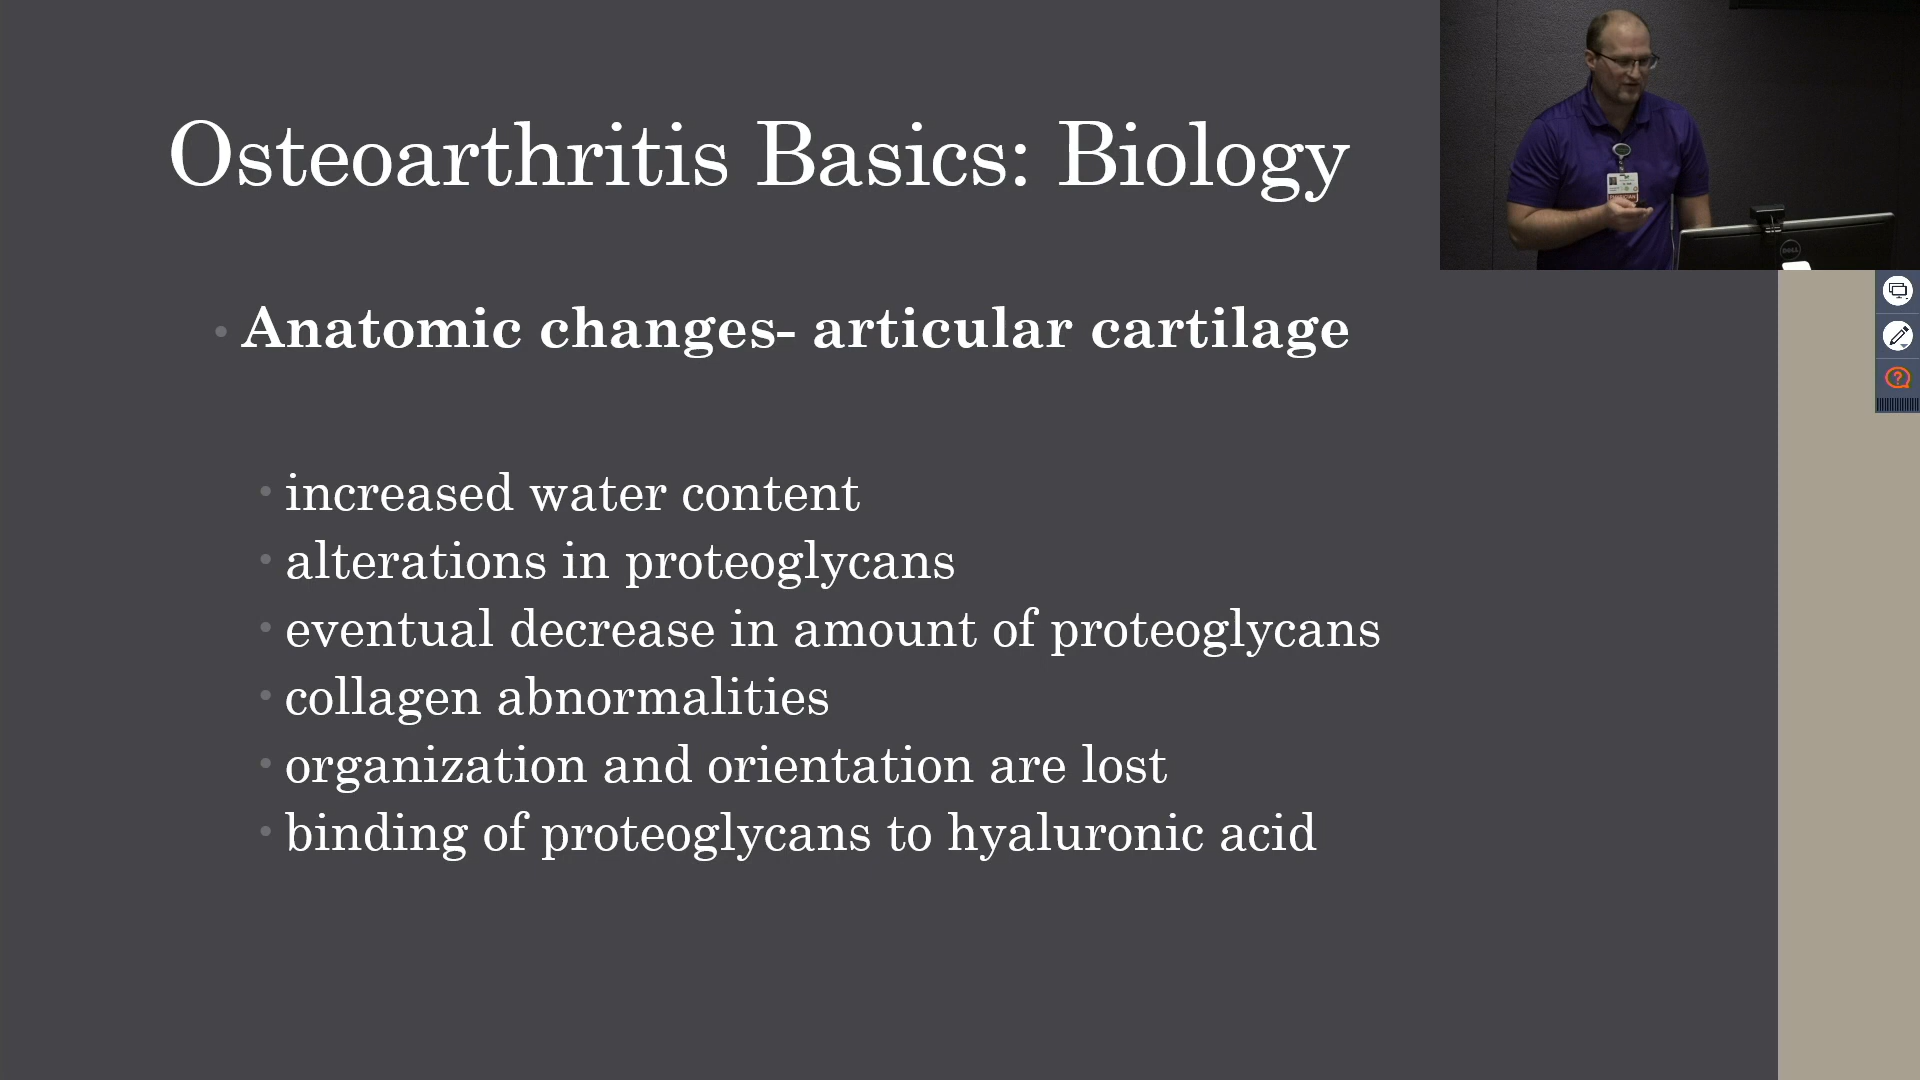 Osteoarthritis Basics: Biology
• Anatomic changes- articular cartilage
• increased water content
• alterations in proteoglycans
• eventual decrease in amount of proteoglycans
• collagen abnormalities
• organization and orientation are lost
• binding of proteoglycans to hyaluronic acid
DELL